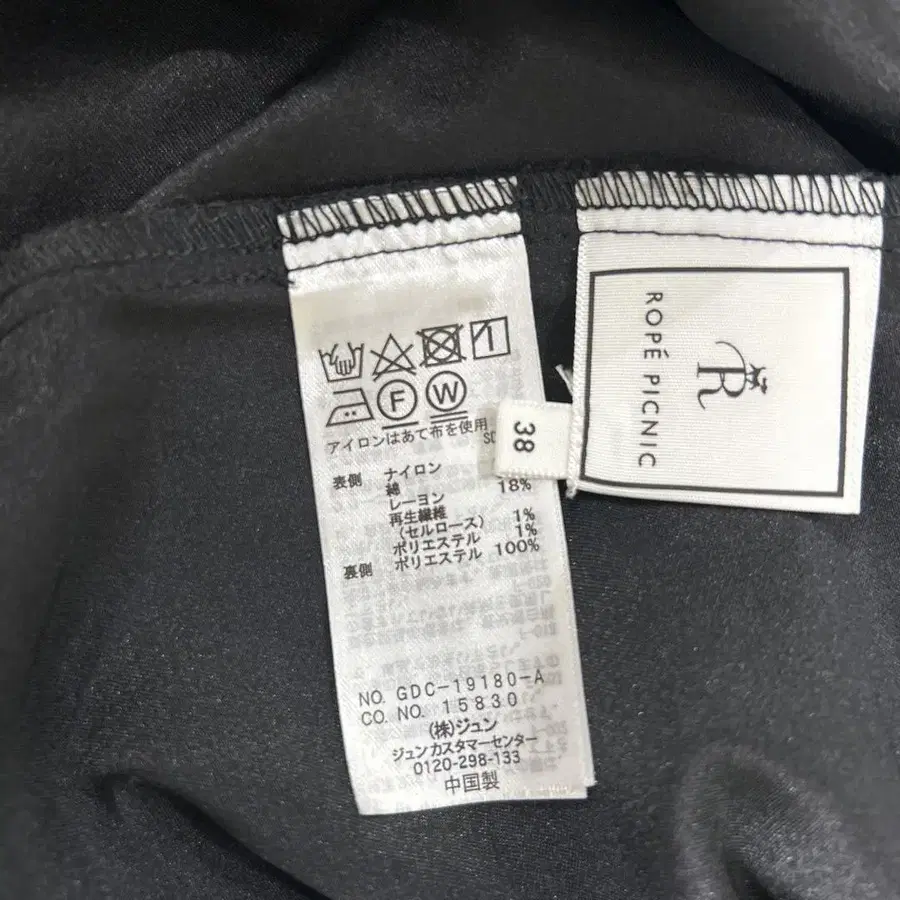 F W
アイロンはあて布を使用
38
表側 ナイロン
綿 18%
レーヨン
再生繊維
(セルロース) 1%
ポリエステル 1%
裏側 ポリエステル 100%
NO. GDC-19180-A
CO. NO. 15830
(株)ジュン
ジュンカスタマーセンター
0120-298-133
中国製
R
ROPÉ PICNIC